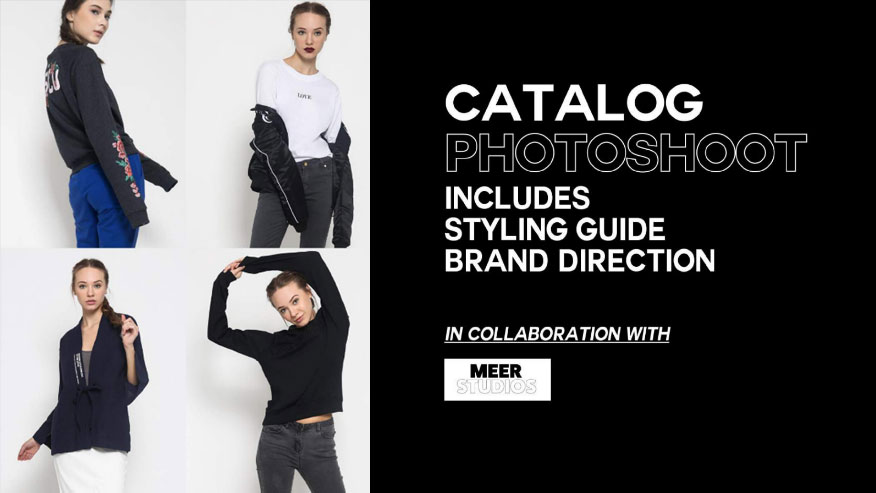 CATALOG
PHOTOSHOOT
INCLUDES
STYLING GUIDE
BRAND DIRECTION
IN COLLABORATION WITH
MEER
STUDIOS